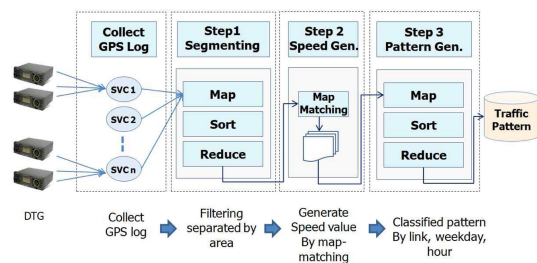 Collect
GPS Log
Step1
Segmenting
Step 2
Speed Gen.
Step 3
Pattern Gen.
SVC 1
SVC 2
SVC n
Map
Sort
Reduce
Map
Matching
Map
Sort
Reduce
Traffic
Pattern
DTG
Collect
GPS log
Filtering
separated by
area
Generate
Speed value
By map-
matching
Classified pattern
By link, weekday,
hour